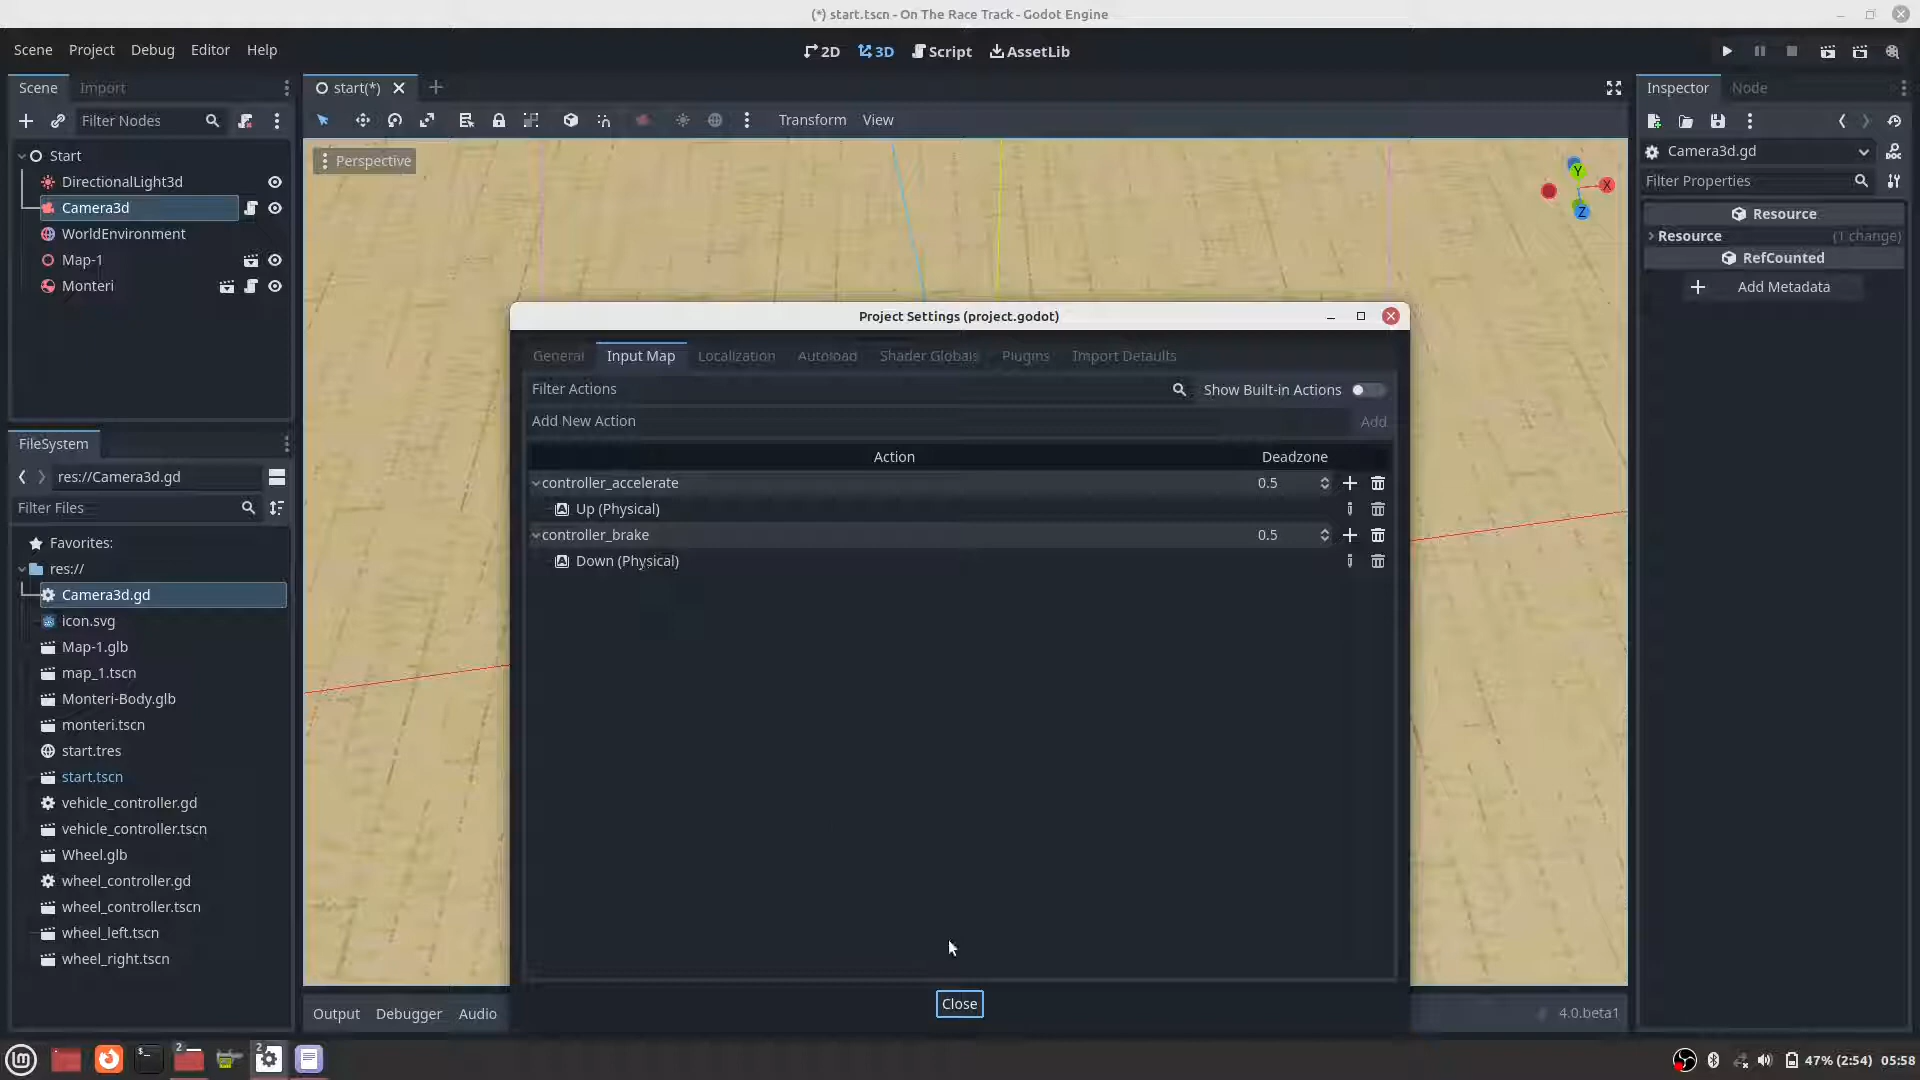 (*) start.tscn - On The Race Track - Godot Engine
Scene Project Debug Editor Help
2D 3D Script AssetLib
Scene Import
start(*)
Inspector Node
Filter Nodes
Transform View
Camera3d.gd
Filter Properties
Perspective
Y
X
Z
Start
DirectionalLight3d
Camera3d
WorldEnvironment
Map-1
Monteri
Resource
Resource (1 change)
RefCounted
Add Metadata
Project Settings (project.godot)
General Input Map Localization Autoload Shader Globals Plugins Import Defaults
Filter Actions Show Built-in Actions
Add New Action Add
Action Deadzone
controller_accelerate 0.5
Up (Physical)
controller_brake 0.5
Down (Physical)
Close
FileSystem
res://Camera3d.gd
Filter Files
Favorites:
res://
Camera3d.gd
icon.svg
Map-1.glb
map_1.tscn
Monteri-Body.glb
monteri.tscn
start.tres
start.tscn
vehicle_controller.gd
vehicle_controller.tscn
Wheel.glb
wheel_controller.gd
wheel_controller.tscn
wheel_left.tscn
wheel_right.tscn
Output Debugger Audio
4.0.beta1
2 2
47% (2:54) 05:58